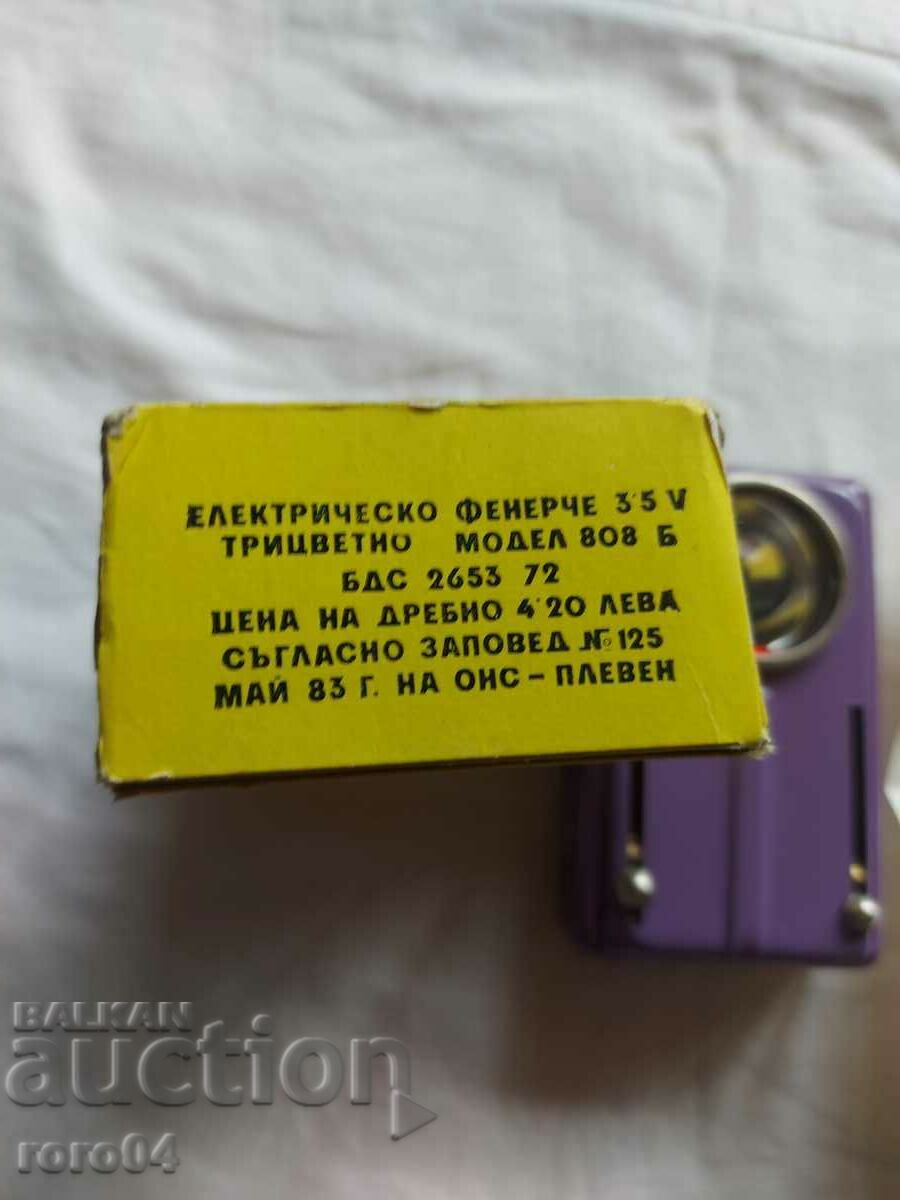 ЕЛЕКТРИЧЕСКО ФЕНЕРЧЕ 3'5 V
ТРИЦВЕТНО МОДЕЛ 808 Б
БДС 2653 72
ЦЕНА НА ДРЕБНО 4'20 ЛЕВА
СЪГЛАСНО ЗАПОВЕД № 125
МАЙ 83 Г. НА ОНС – ПЛЕВЕН
BALKAN
auction
roro04